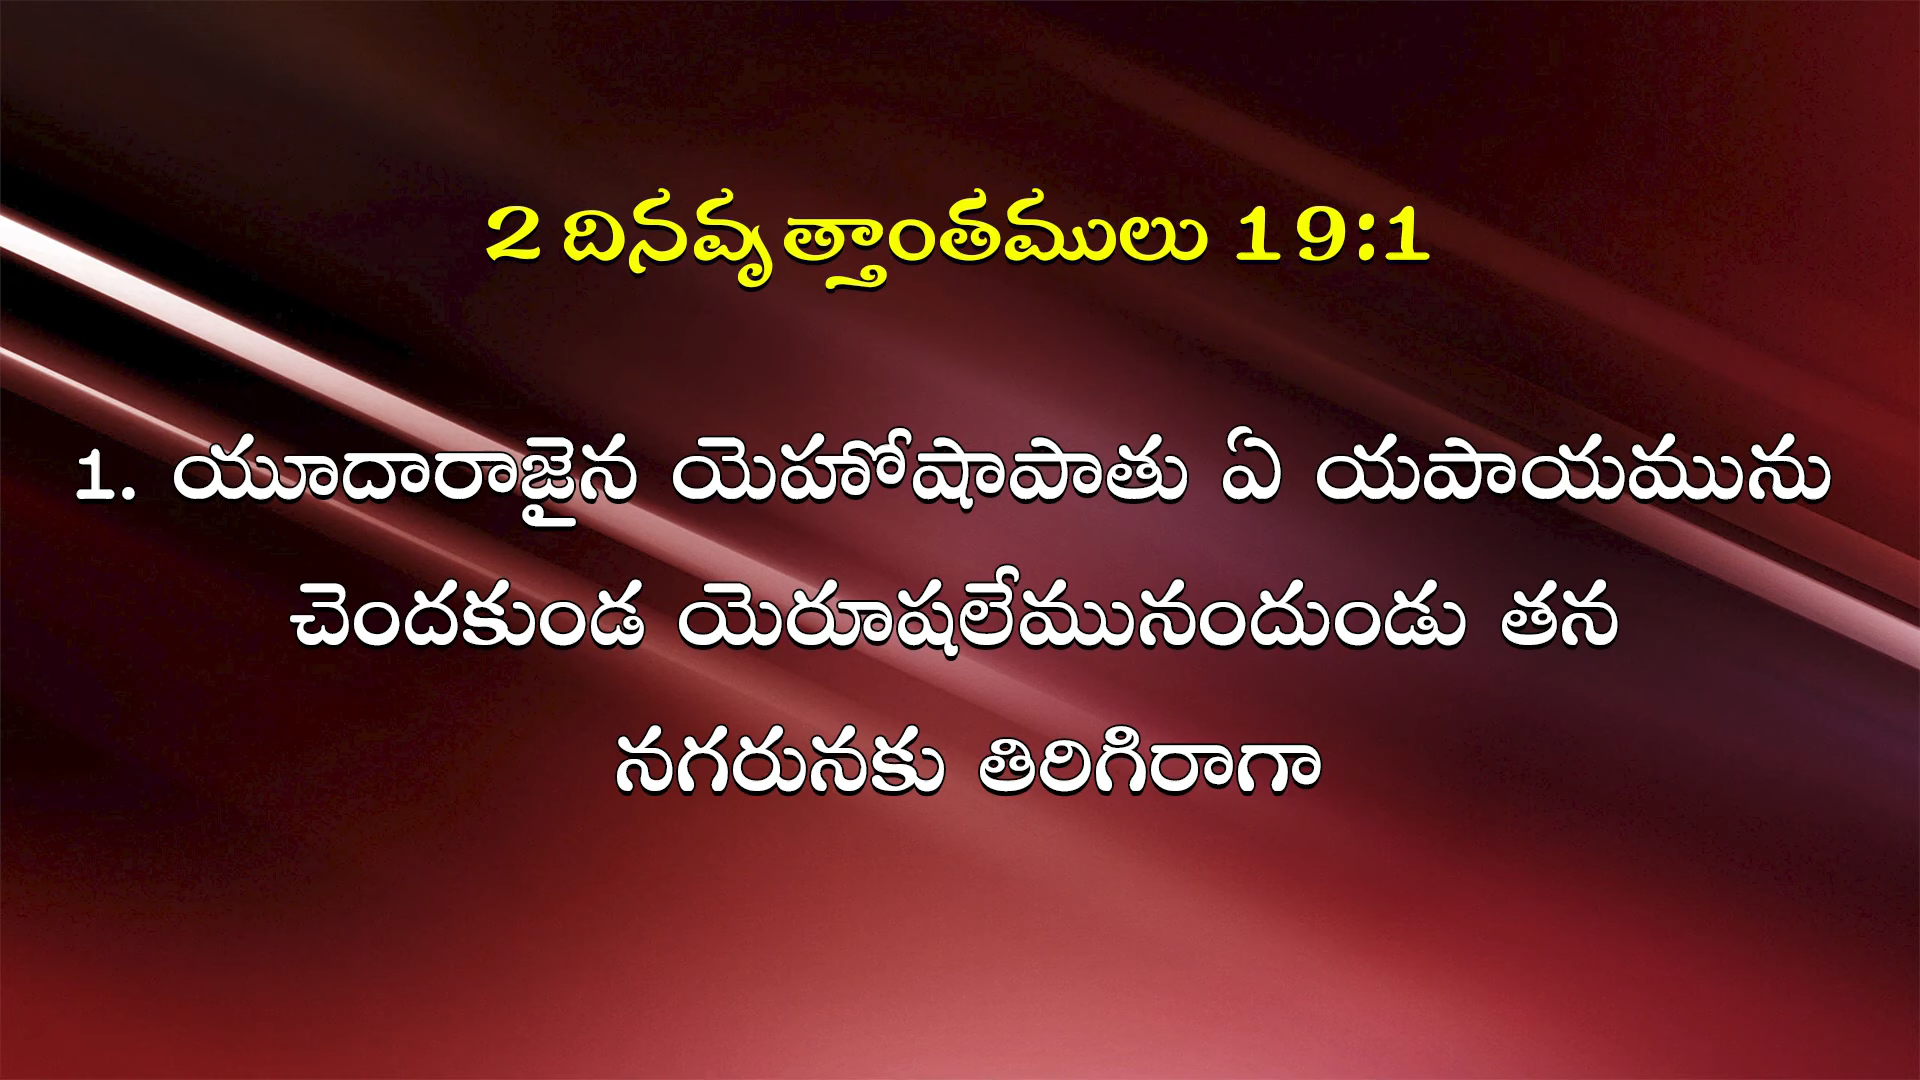 2 దినవృత్తాంతములు 19:1
1. యూదారాజైన యెహోషాపాతు ఏ యపాయమును
చెందకుండ యెరూషలేమునందుండు తన
నగరునకు తిరిగిరాగా